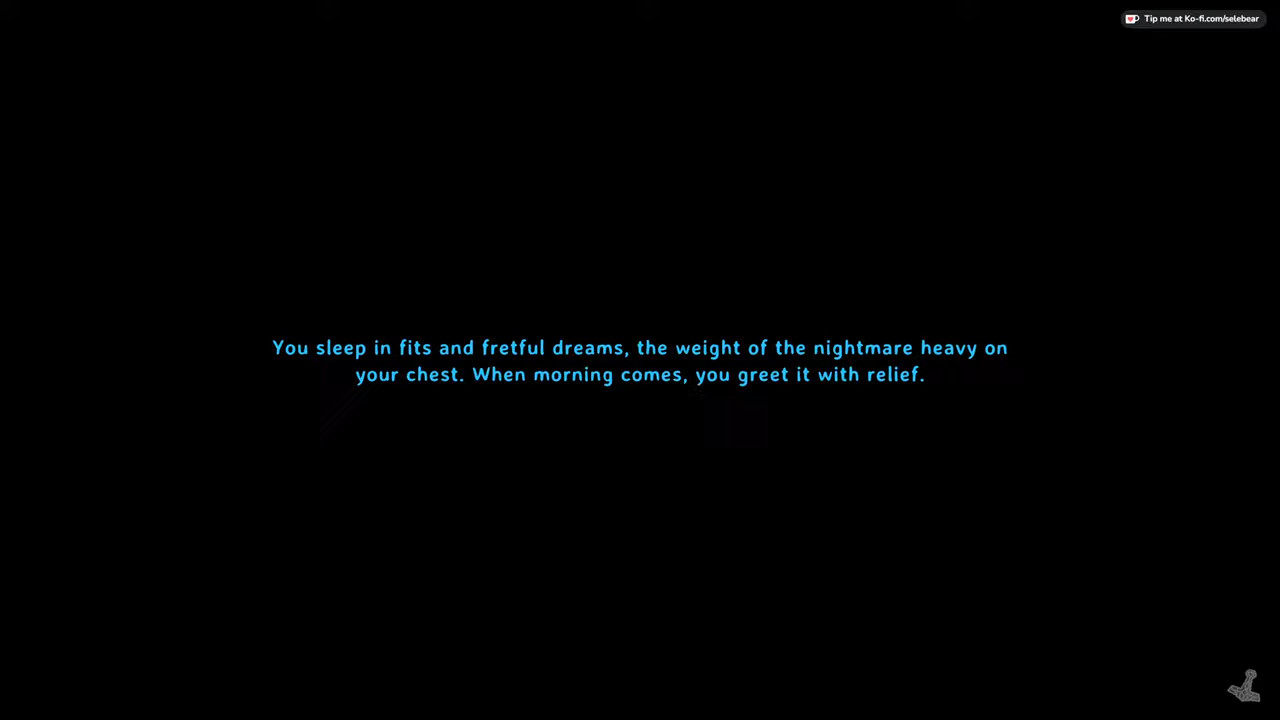 Tip me at Ko-fi.com/selebear
You sleep in fits and fretful dreams, the weight of the nightmare heavy on
your chest. When morning comes, you greet it with relief.